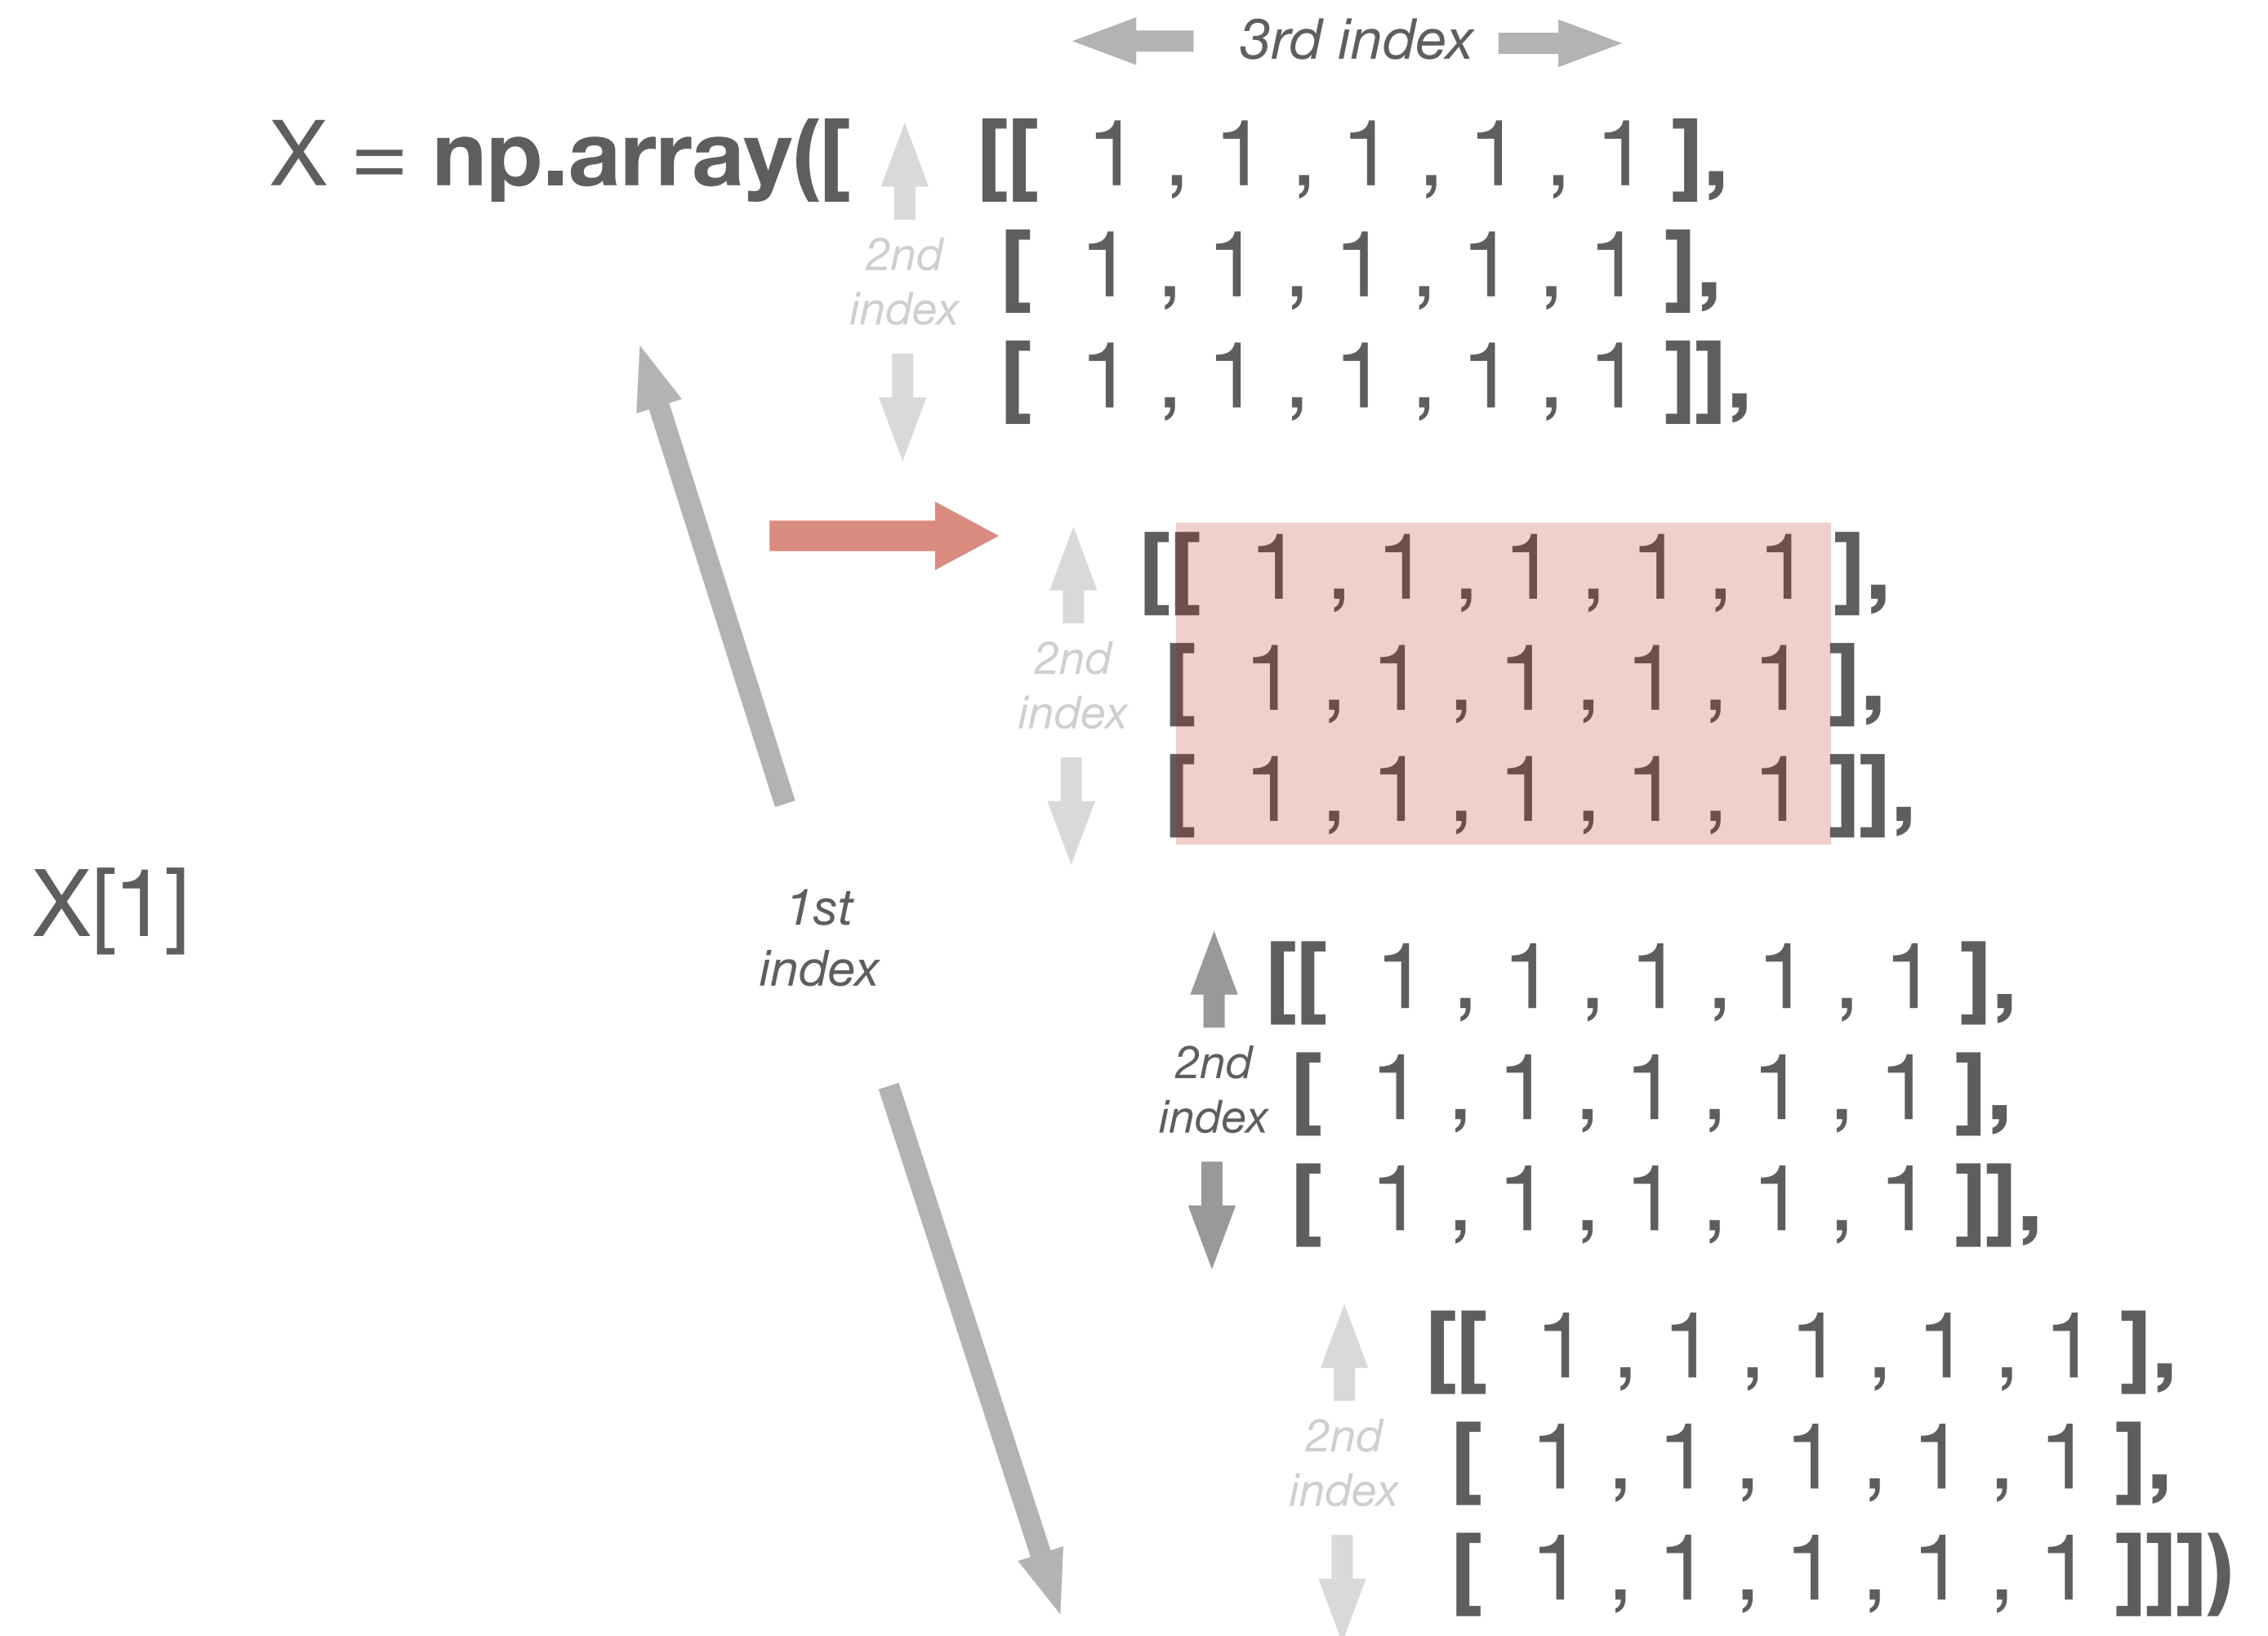 3rd index
X = np.array([ [[ 1 , 1 , 1 , 1 , 1 ],
[ 1 , 1 , 1 , 1 , 1 ],
[ 1 , 1 , 1 , 1 , 1 ]],
2nd
index
[[ 1 , 1 , 1 , 1 , 1 ],
[ 1 , 1 , 1 , 1 , 1 ],
[ 1 , 1 , 1 , 1 , 1 ]],
2nd
index
X[1]
1st
index
[[ 1 , 1 , 1 , 1 , 1 ],
[ 1 , 1 , 1 , 1 , 1 ],
[ 1 , 1 , 1 , 1 , 1 ]],
2nd
index
[[ 1 , 1 , 1 , 1 , 1 ],
[ 1 , 1 , 1 , 1 , 1 ],
[ 1 , 1 , 1 , 1 , 1 ]]])
2nd
index